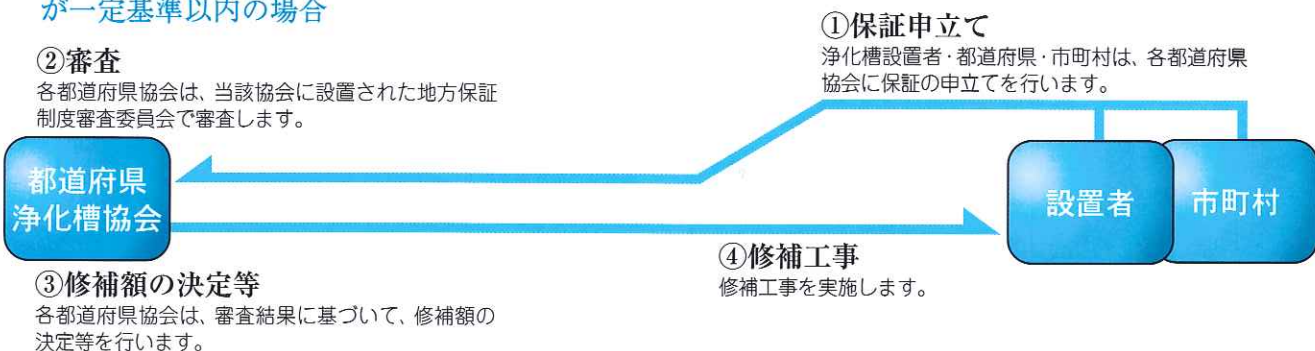 が一定基準以内の場合
①保証申立て
浄化槽設置者・都道府県・市町村は、各都道府県
協会に保証の申立てを行います。
②審査
各都道府県協会は、当該協会に設置された地方保証
制度審査委員会で審査します。
都道府県
浄化槽協会
設置者
市町村
③修補額の決定等
各都道府県協会は、審査結果に基づいて、修補額の
決定等を行います。
④修補工事
修補工事を実施します。